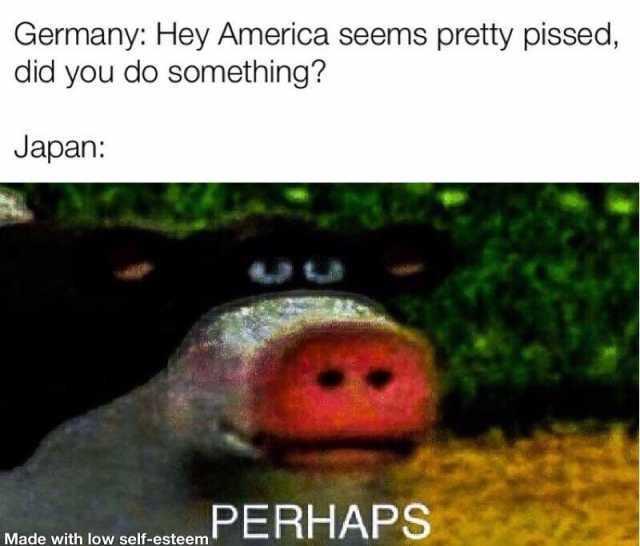 Germany: Hey America seems pretty pissed,
did you do something?
Japan:
PERHAPS
Made with low self-esteem